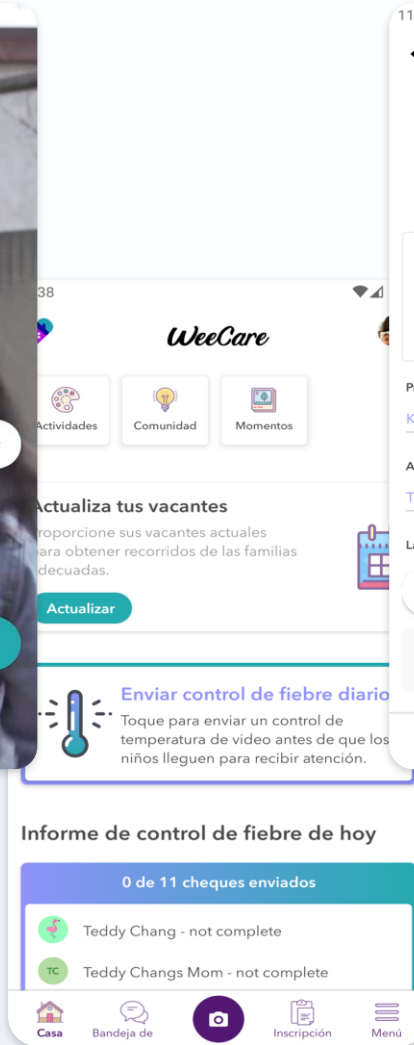 11
38
WeeCare
Actividades
Comunidad
Momentos
Actualiza tus vacantes
roporcione sus vacantes actuales
ara obtener recorridos de las familias
decuadas.
Actualizar
Enviar control de fiebre diario
Toque para enviar un control de
temperatura de video antes de que los
niños lleguen para recibir atención.
Informe de control de fiebre de hoy
0 de 11 cheques enviados
Teddy Chang - not complete
TC
Teddy Changs Mom - not complete
Casa
Bandeja de
Inscripción
Menú